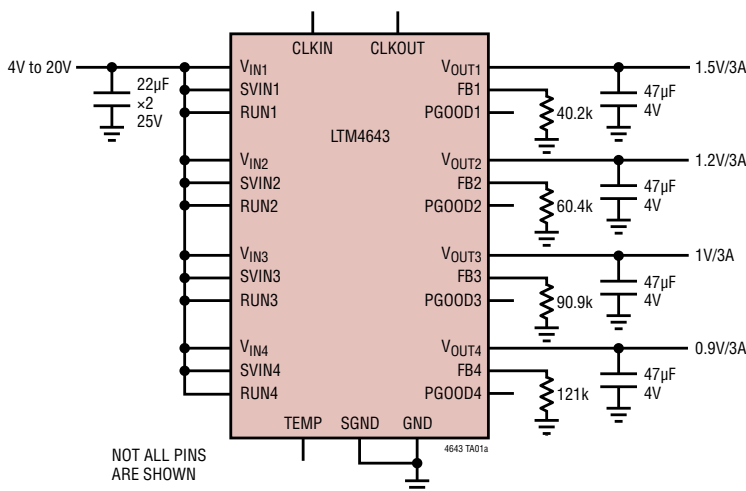 CLKIN CLKOUT
4V to 20V
22µF
×2
25V
LTM4643
VIN1
SVIN1
RUN1
VIN2
SVIN2
RUN2
VIN3
SVIN3
RUN3
VIN4
SVIN4
RUN4
VOUT1
FB1
PGOOD1
VOUT2
FB2
PGOOD2
VOUT3
FB3
PGOOD3
VOUT4
FB4
PGOOD4
40.2k
47µF
4V
1.5V/3A
60.4k
47µF
4V
1.2V/3A
90.9k
47µF
4V
1V/3A
121k
47µF
4V
0.9V/3A
TEMP SGND GND
4643 TA01a
NOT ALL PINS
ARE SHOWN